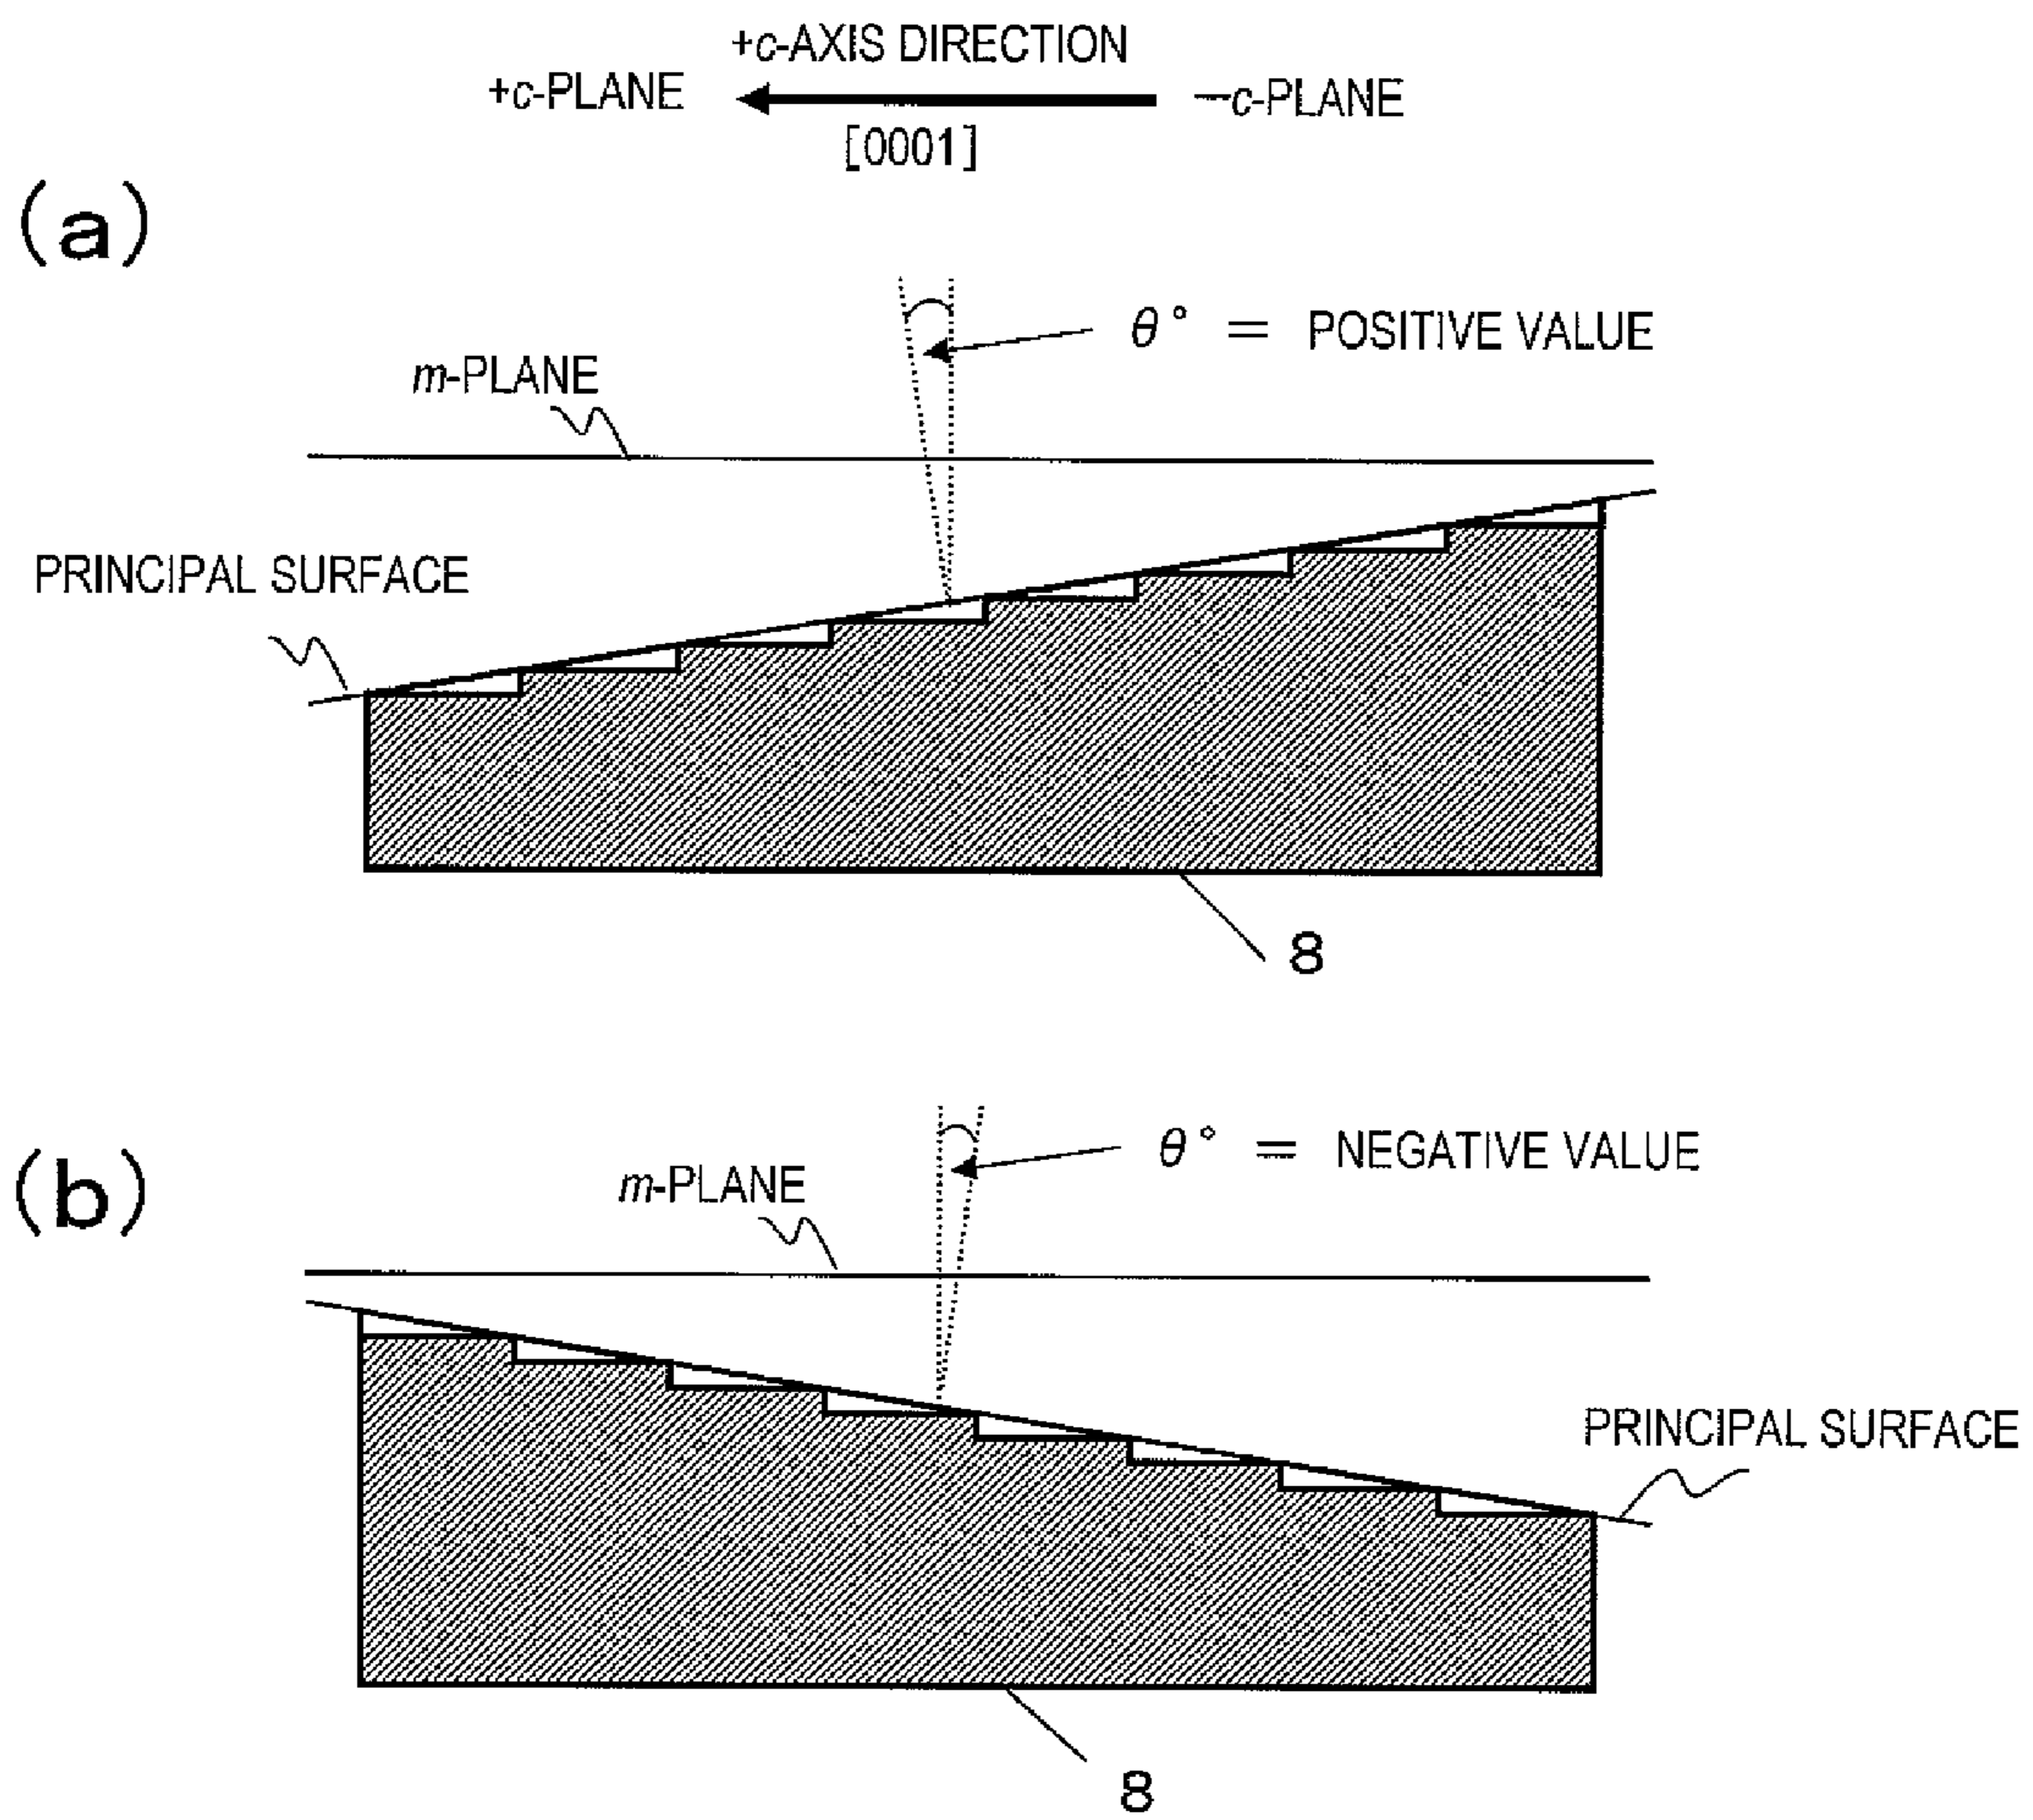 +c-AXIS DIRECTION
+c-PLANE
−c-PLANE
[0001]
(a)
θ° = POSITIVE VALUE
m-PLANE
PRINCIPAL SURFACE
8
(b)
θ° = NEGATIVE VALUE
m-PLANE
PRINCIPAL SURFACE
8